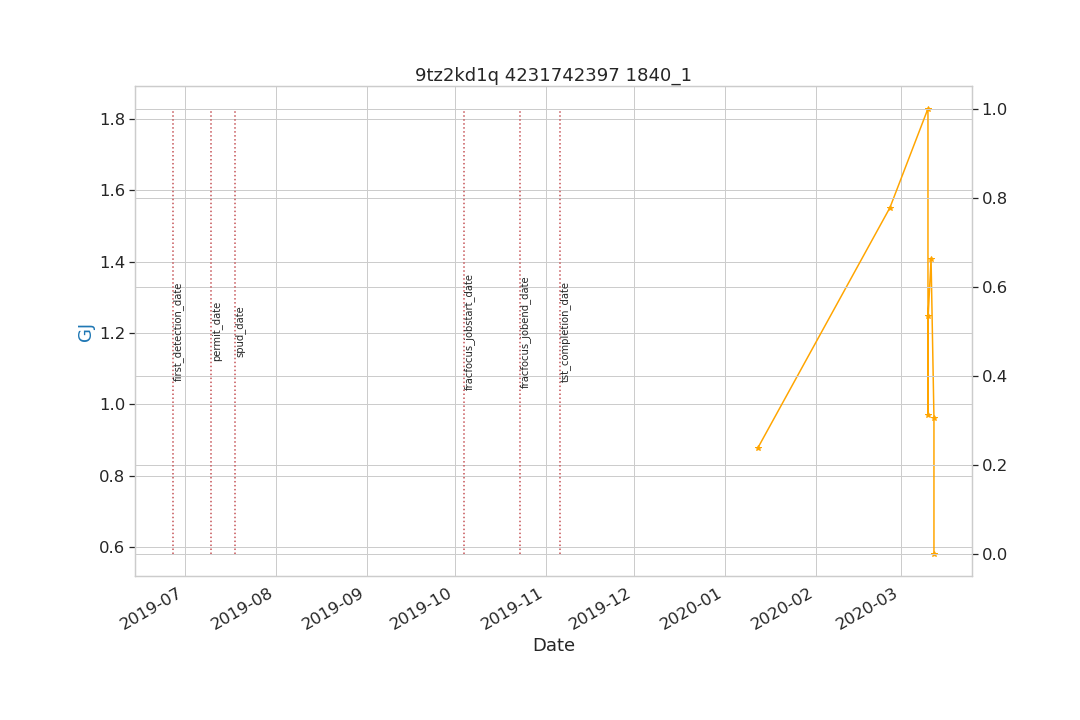 9tz2kd1q 4231742397 1840_1
GJ
1.8
1.6
1.4
1.2
1.0
0.8
0.6
1.0
0.8
0.6
0.4
0.2
0.0
first_detection_date
permit_date
spud_date
fracfocus_jobstart_date
fracfocus_jobend_date
tst_completion_date
2019-07
2019-08
2019-09
2019-10
2019-11
2019-12
2020-01
2020-02
2020-03
Date